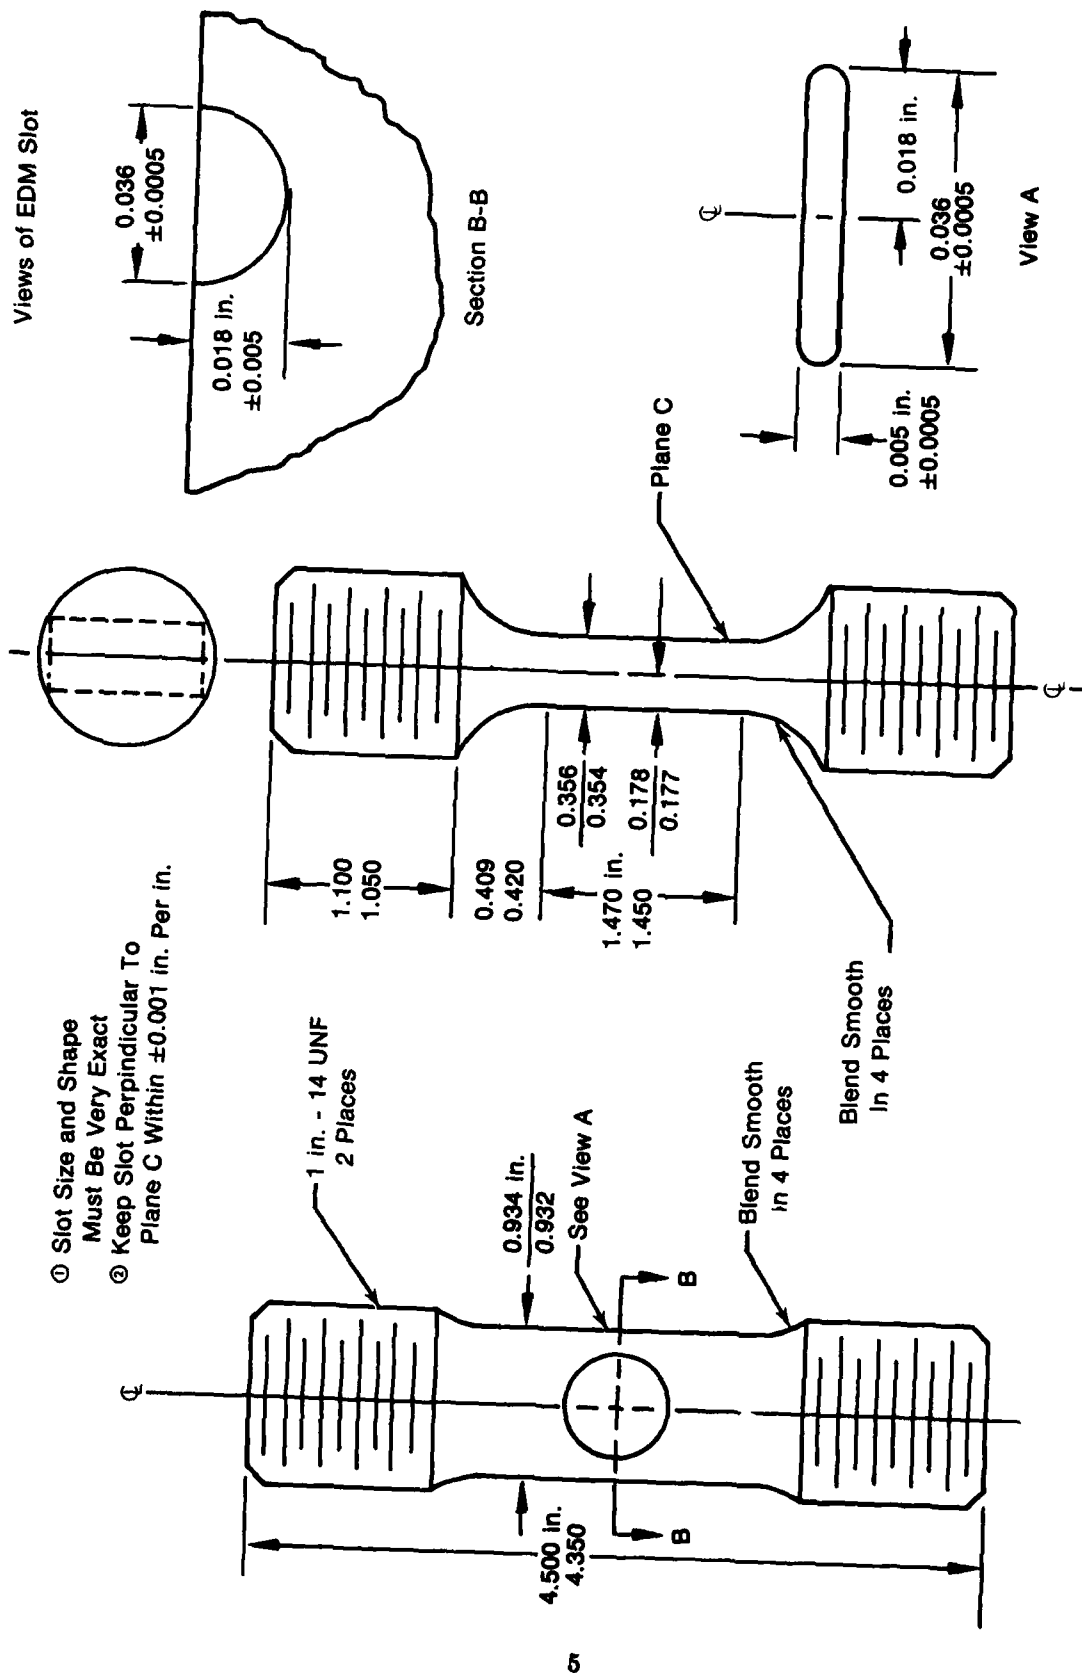 ① Slot Size and Shape
Must Be Very Exact
② Keep Slot Perpindicular To
Plane C Within ±0.001 in. Per in.
Views of EDM Slot
0.036
±0.0005
0.018 in.
±0.005
Section B-B
℄
1 in. - 14 UNF
2 Places
0.934 in.
0.932
See View A
B
B
4.500 in.
4.350
Blend Smooth
in 4 Places
1.100
1.050
0.409
0.420
1.470 in.
1.450
0.356
0.354
0.178
0.177
Plane C
Blend Smooth
In 4 Places
℄
℄
0.018 in.
0.036
±0.0005
0.005 in.
±0.0005
View A
5